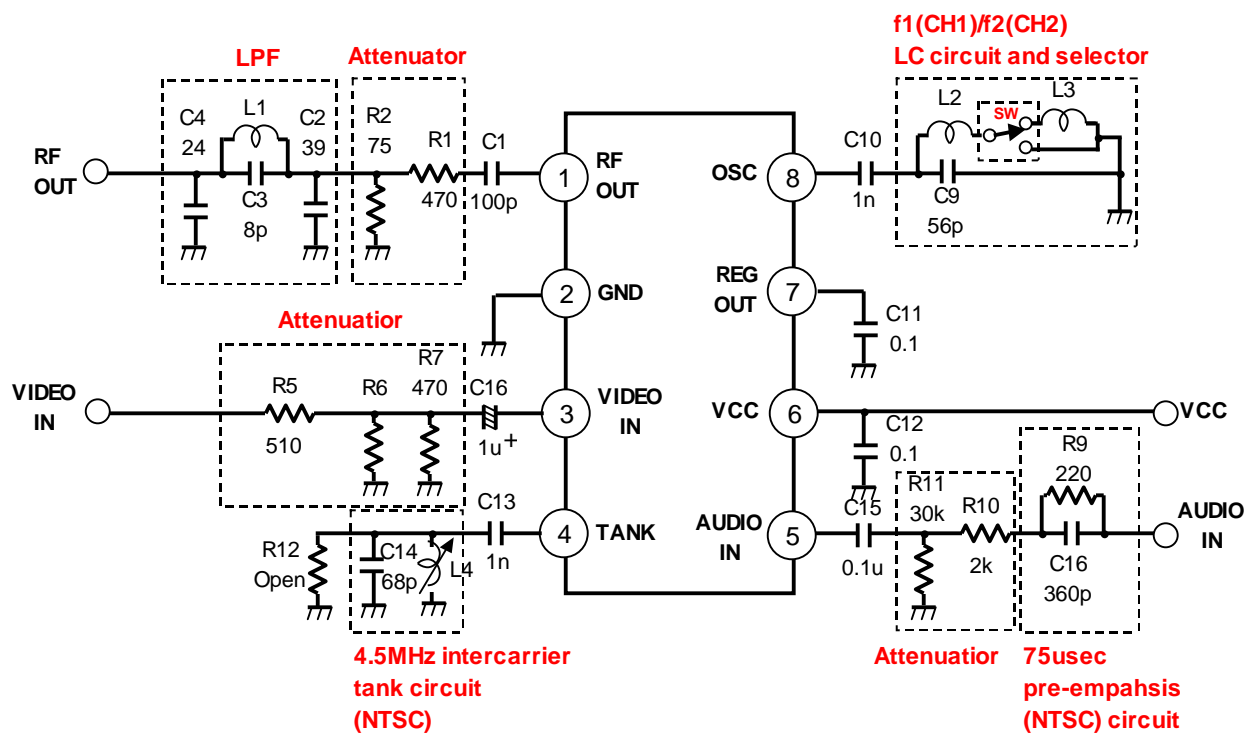 f1(CH1)/f2(CH2)
LC circuit and selector
LPF
Attenuator
C4
24
L1
C2
39
R2
75
R1
470
C1
100p
C3
8p
RF
OUT
1
RF
OUT
OSC
8
C10
1n
L2
SW
L3
C9
56p
2
GND
REG
OUT
7
C11
0.1
Attenuatior
VIDEO
IN
R5
510
R6
R7
470
C16
1u
+
3
VIDEO
IN
VCC
6
VCC
C12
0.1
R9
220
R12
Open
C14
68p
L4
C13
1n
4
TANK
AUDIO
IN
5
C15
0.1u
R11
30k
R10
2k
C16
360p
AUDIO
IN
4.5MHz intercarrier
tank circuit
(NTSC)
Attenuatior
75usec
pre-empahsis
(NTSC) circuit